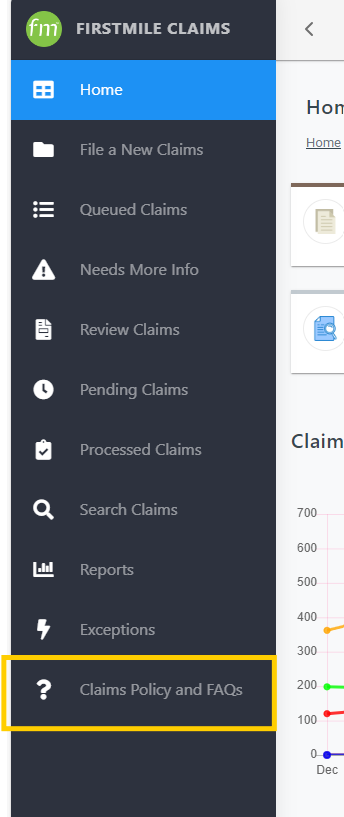 fm
FIRSTMILE CLAIMS
Home
File a New Claims
Queued Claims
Needs More Info
Review Claims
Pending Claims
Processed Claims
Search Claims
Reports
Exceptions
Claims Policy and FAQs
Hom
Home
Claim
700
600
500
400
300
200
100
0
Dec